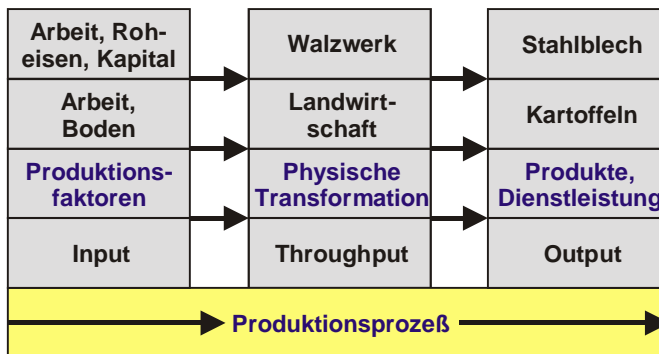 Arbeit, Roh-
eisen, Kapital
Walzwerk
Stahlblech
Arbeit,
Boden
Landwirt-
schaft
Kartoffeln
Produktions-
faktoren
Physische
Transformation
Produkte,
Dienstleistung
Input
Throughput
Output
Produktionsprozeß